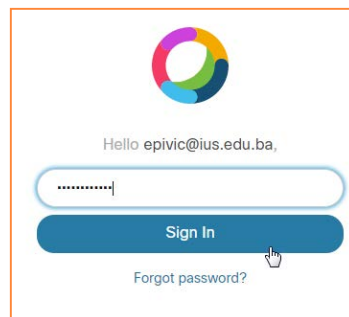 Hello epivic@ius.edu.ba,
••••••••••••
Sign In
Forgot password?